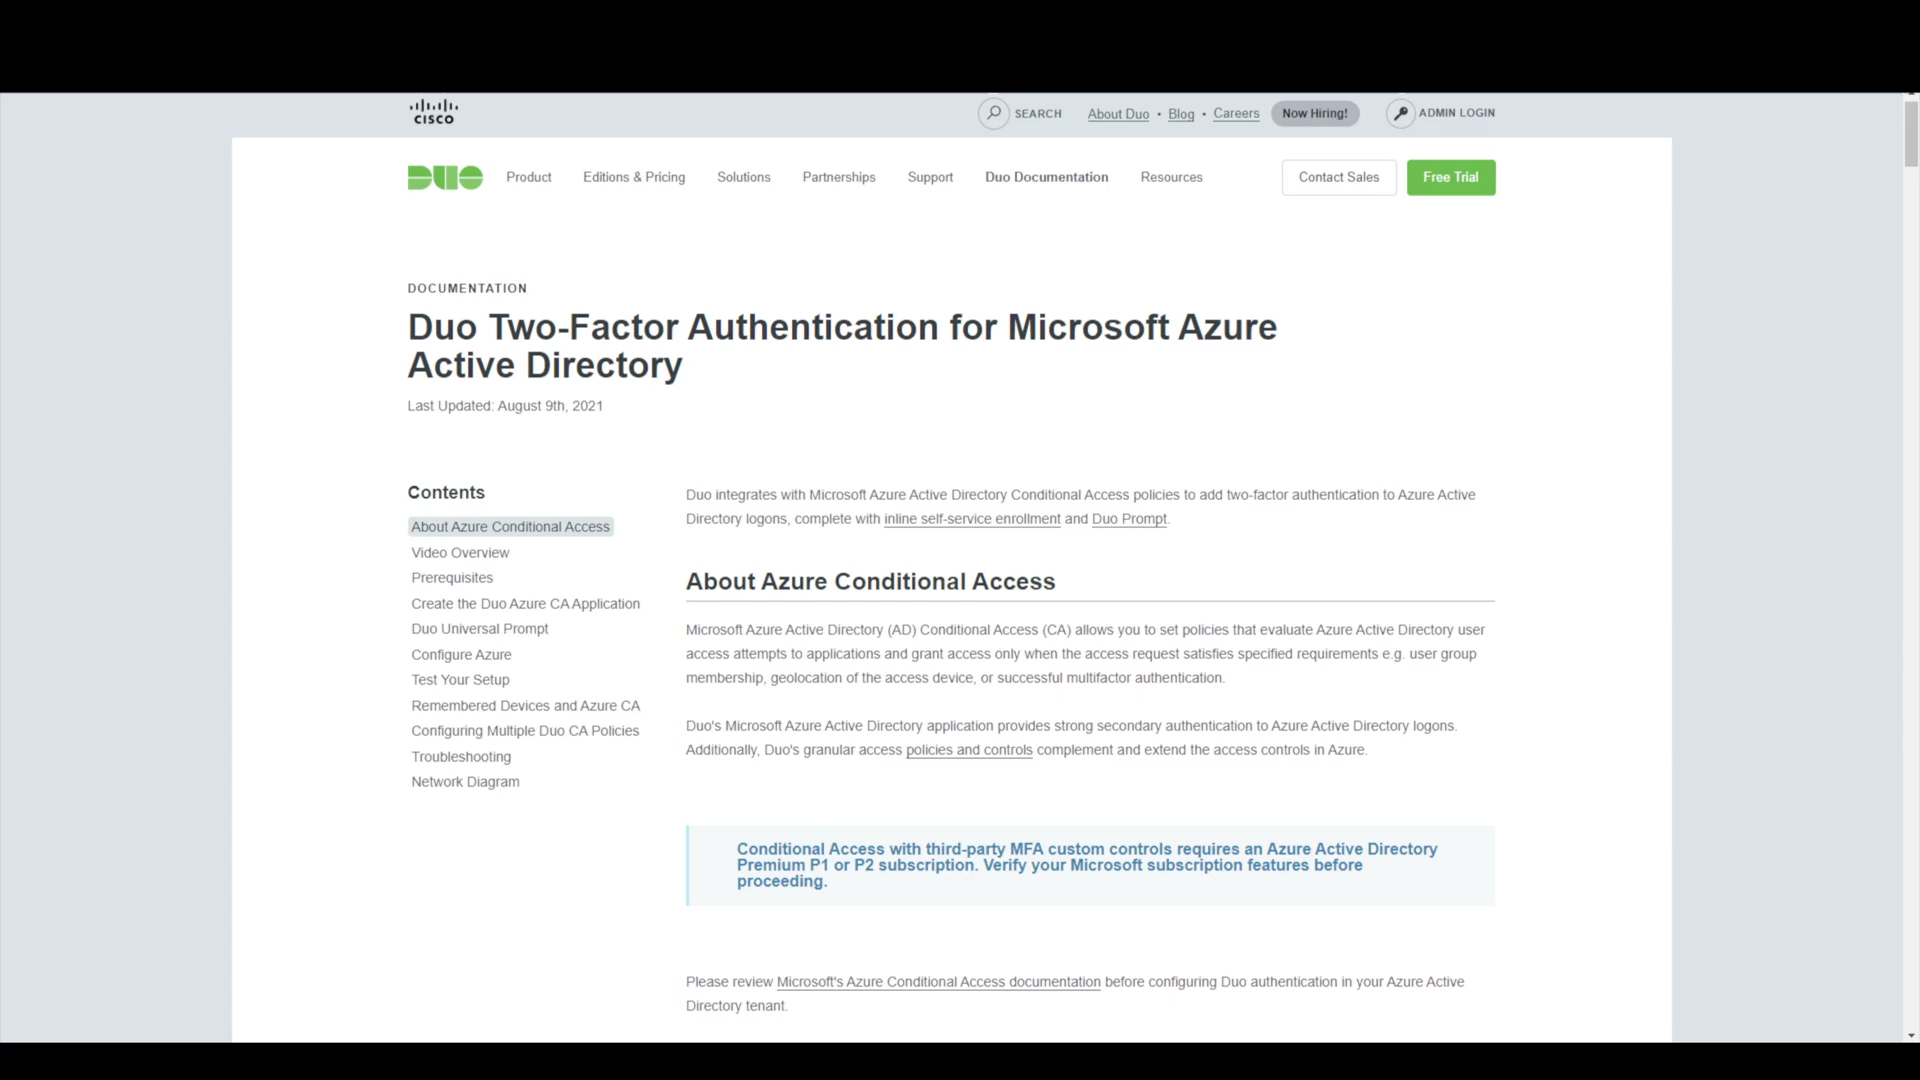 CISCO
SEARCH About Duo • Blog • Careers Now Hiring! ADMIN LOGIN
DUO Product Editions & Pricing Solutions Partnerships Support Duo Documentation Resources Contact Sales Free Trial
DOCUMENTATION
Duo Two-Factor Authentication for Microsoft Azure
Active Directory
Last Updated: August 9th, 2021
Contents
About Azure Conditional Access
Video Overview
Prerequisites
Create the Duo Azure CA Application
Duo Universal Prompt
Configure Azure
Test Your Setup
Remembered Devices and Azure CA
Configuring Multiple Duo CA Policies
Troubleshooting
Network Diagram
Duo integrates with Microsoft Azure Active Directory Conditional Access policies to add two-factor authentication to Azure Active
Directory logons, complete with inline self-service enrollment and Duo Prompt.
About Azure Conditional Access
Microsoft Azure Active Directory (AD) Conditional Access (CA) allows you to set policies that evaluate Azure Active Directory user
access attempts to applications and grant access only when the access request satisfies specified requirements e.g. user group
membership, geolocation of the access device, or successful multifactor authentication.
Duo's Microsoft Azure Active Directory application provides strong secondary authentication to Azure Active Directory logons.
Additionally, Duo's granular access policies and controls complement and extend the access controls in Azure.
Conditional Access with third-party MFA custom controls requires an Azure Active Directory
Premium P1 or P2 subscription. Verify your Microsoft subscription features before
proceeding.
Please review Microsoft's Azure Conditional Access documentation before configuring Duo authentication in your Azure Active
Directory tenant.